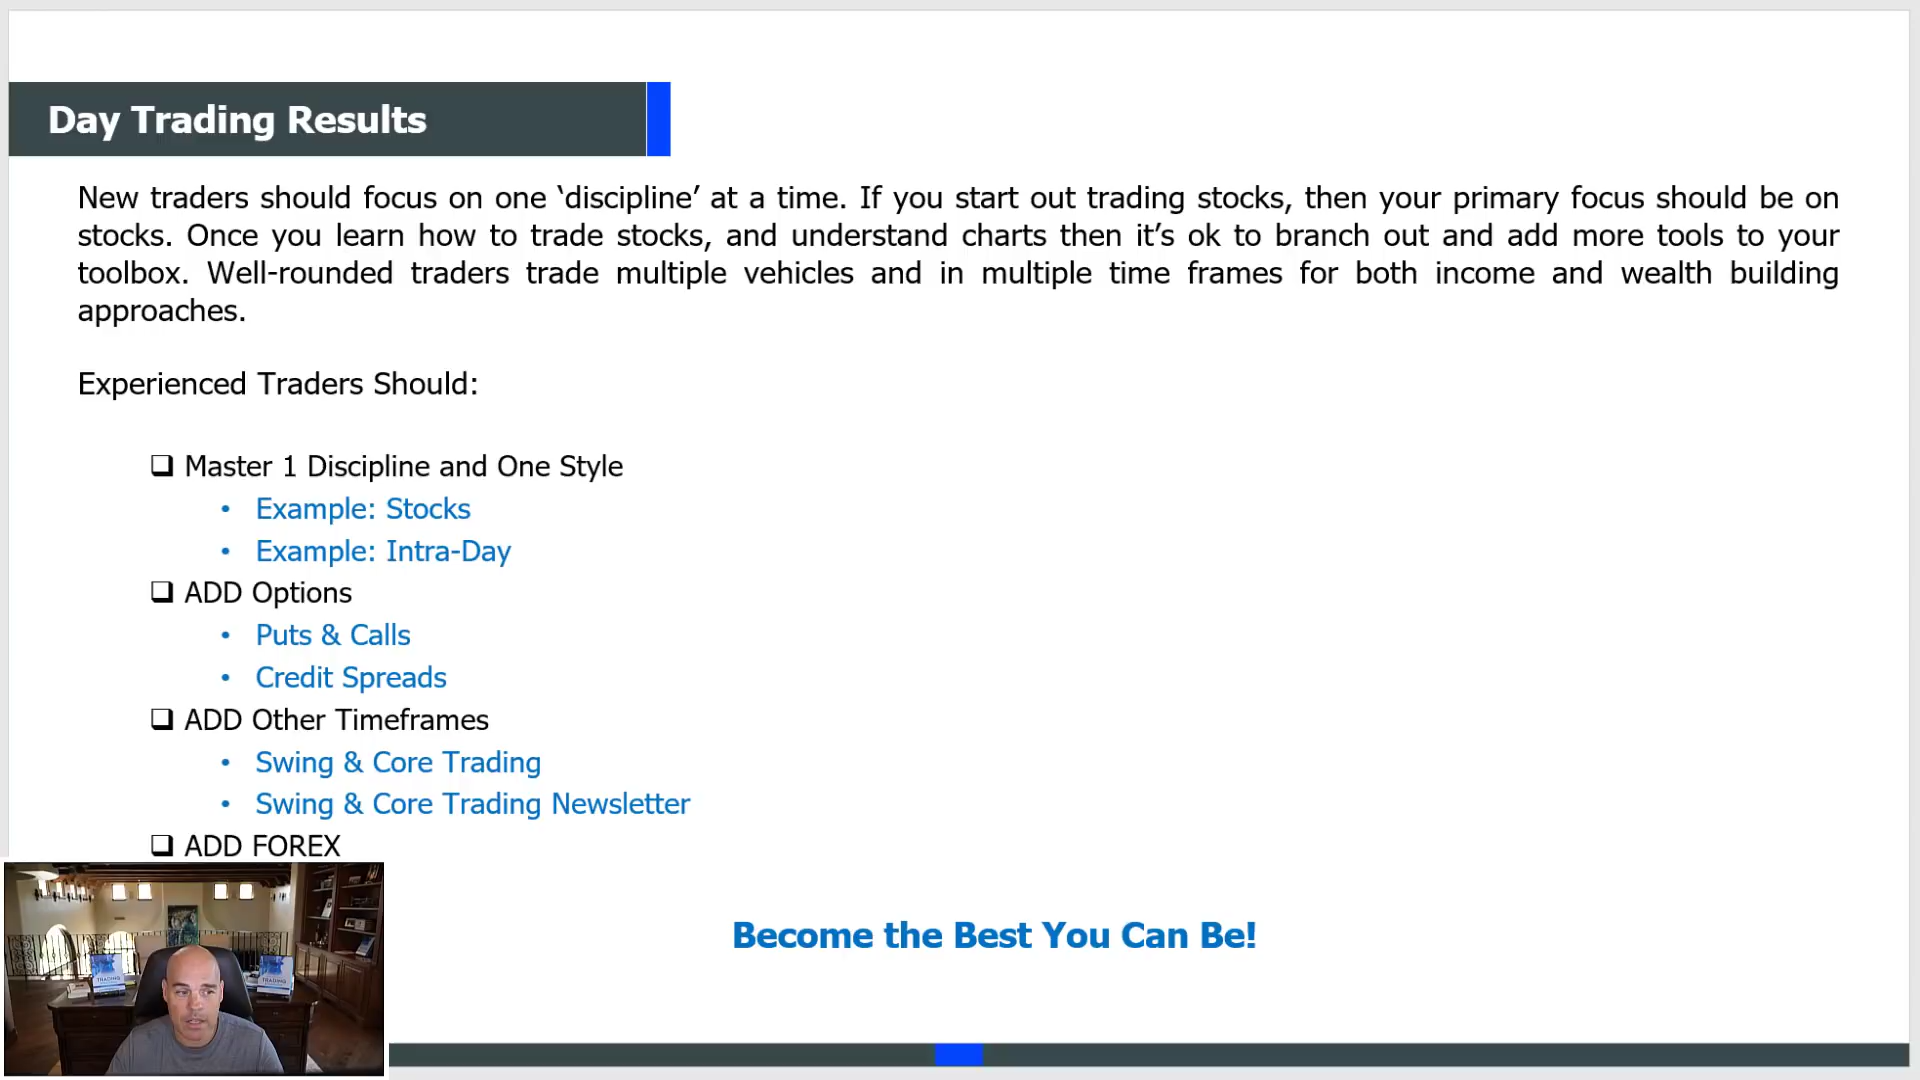 Day Trading Results
New traders should focus on one ‘discipline’ at a time. If you start out trading stocks, then your primary focus should be on
stocks. Once you learn how to trade stocks, and understand charts then it’s ok to branch out and add more tools to your
toolbox. Well-rounded traders trade multiple vehicles and in multiple time frames for both income and wealth building
approaches.
Experienced Traders Should:
❑ Master 1 Discipline and One Style
• Example: Stocks
• Example: Intra-Day
❑ ADD Options
• Puts & Calls
• Credit Spreads
❑ ADD Other Timeframes
• Swing & Core Trading
• Swing & Core Trading Newsletter
❑ ADD FOREX
Become the Best You Can Be!
TRADING
TRADING